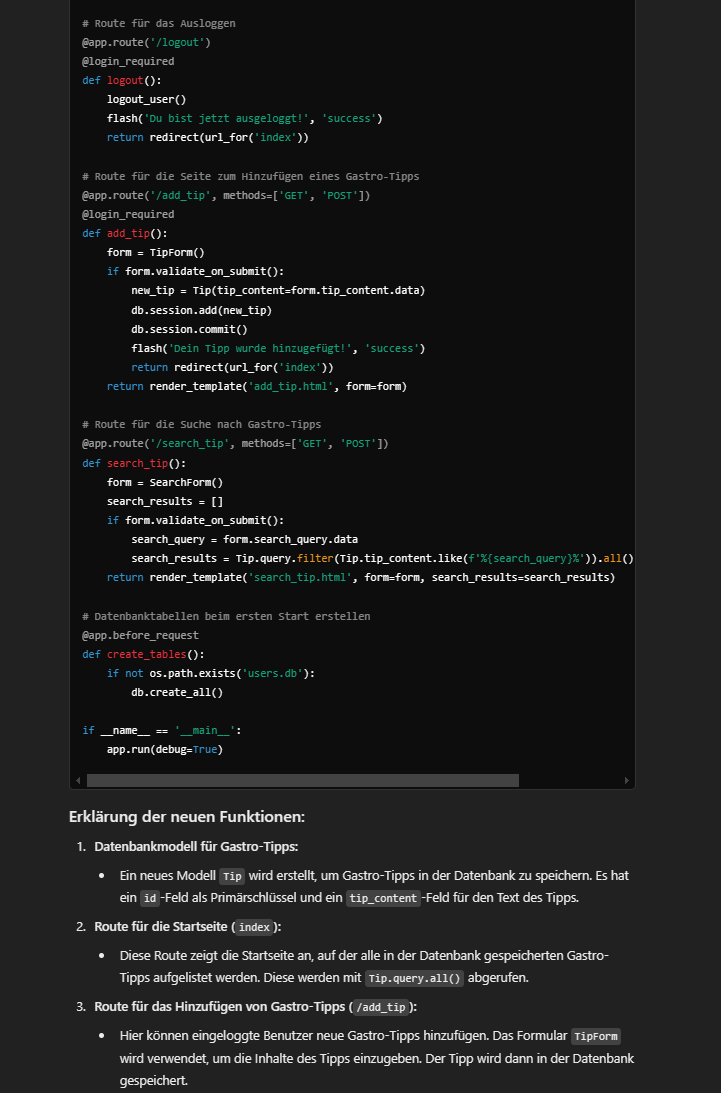 # Route für das Ausloggen
@app.route('/logout')
@login_required
def logout():
    logout_user()
    flash('Du bist jetzt ausgeloggt!', 'success')
    return redirect(url_for('index'))

# Route für die Seite zum Hinzufügen eines Gastro-Tipps
@app.route('/add_tip', methods=['GET', 'POST'])
@login_required
def add_tip():
    form = TipForm()
    if form.validate_on_submit():
        new_tip = Tip(tip_content=form.tip_content.data)
        db.session.add(new_tip)
        db.session.commit()
        flash('Dein Tipp wurde hinzugefügt!', 'success')
        return redirect(url_for('index'))
    return render_template('add_tip.html', form=form)

# Route für die Suche nach Gastro-Tipps
@app.route('/search_tip', methods=['GET', 'POST'])
def search_tip():
    form = SearchForm()
    search_results = []
    if form.validate_on_submit():
        search_query = form.search_query.data
        search_results = Tip.query.filter(Tip.tip_content.like(f'%{search_query}%')).all()
    return render_template('search_tip.html', form=form, search_results=search_results)

# Datenbanktabellen beim ersten Start erstellen
@app.before_request
def create_tables():
    if not os.path.exists('users.db'):
        db.create_all()

if __name__ == '__main__':
    app.run(debug=True)

Erklärung der neuen Funktionen:
1. Datenbankmodell für Gastro-Tipps:
• Ein neues Modell Tip wird erstellt, um Gastro-Tipps in der Datenbank zu speichern. Es hat
ein id-Feld als Primärschlüssel und ein tip_content-Feld für den Text des Tipps.
2. Route für die Startseite (index):
• Diese Route zeigt die Startseite an, auf der alle in der Datenbank gespeicherten Gastro-
Tipps aufgelistet werden. Diese werden mit Tip.query.all() abgerufen.
3. Route für das Hinzufügen von Gastro-Tipps (/add_tip):
• Hier können eingeloggte Benutzer neue Gastro-Tipps hinzufügen. Das Formular TipForm
wird verwendet, um die Inhalte des Tipps einzugeben. Der Tipp wird dann in der Datenbank
gespeichert.